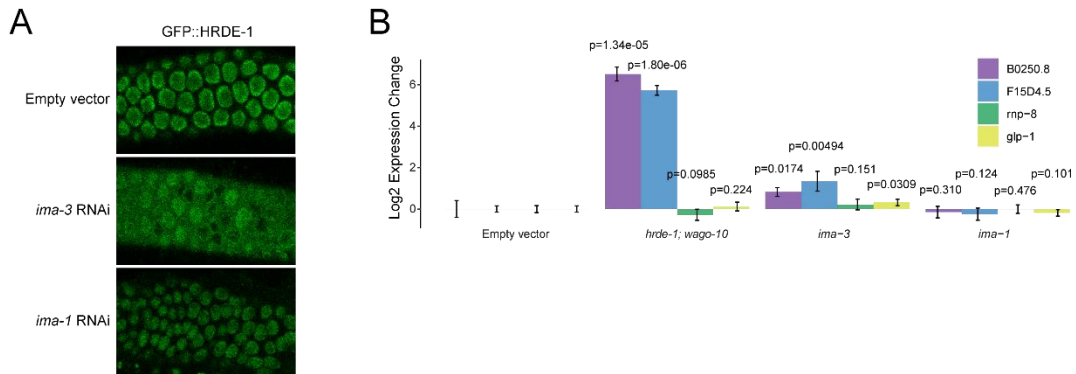 A
GFP::HRDE-1
Empty vector
ima-3 RNAi
ima-1 RNAi
B
Log2 Expression Change
6
4
2
0
p=1.34e-05
p=1.80e-06
p=0.0985
p=0.224
p=0.0174
p=0.00494
p=0.151
p=0.0309
p=0.310
p=0.124
p=0.476
p=0.101
Empty vector
hrde-1; wago-10
ima-3
ima-1
B0250.8
F15D4.5
rnp-8
glp-1